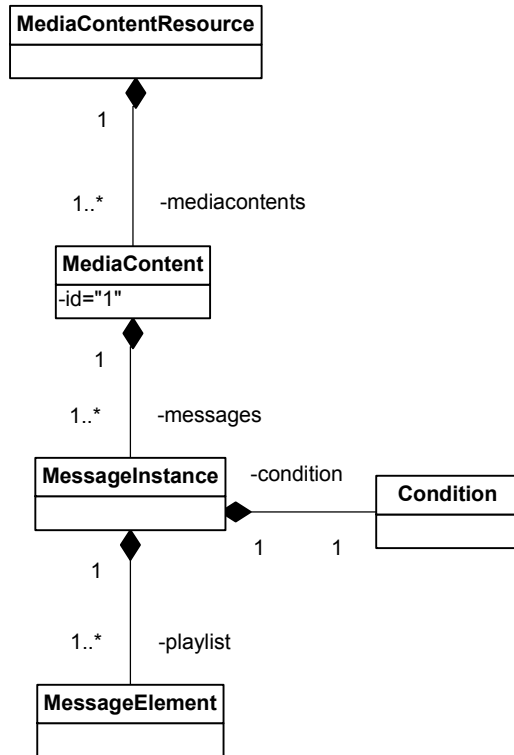 MediaContentResource
1
1..* -mediacontents
MediaContent
-id="1"
1
1..* -messages
MessageInstance
-condition
Condition
1 1
1
1..* -playlist
MessageElement